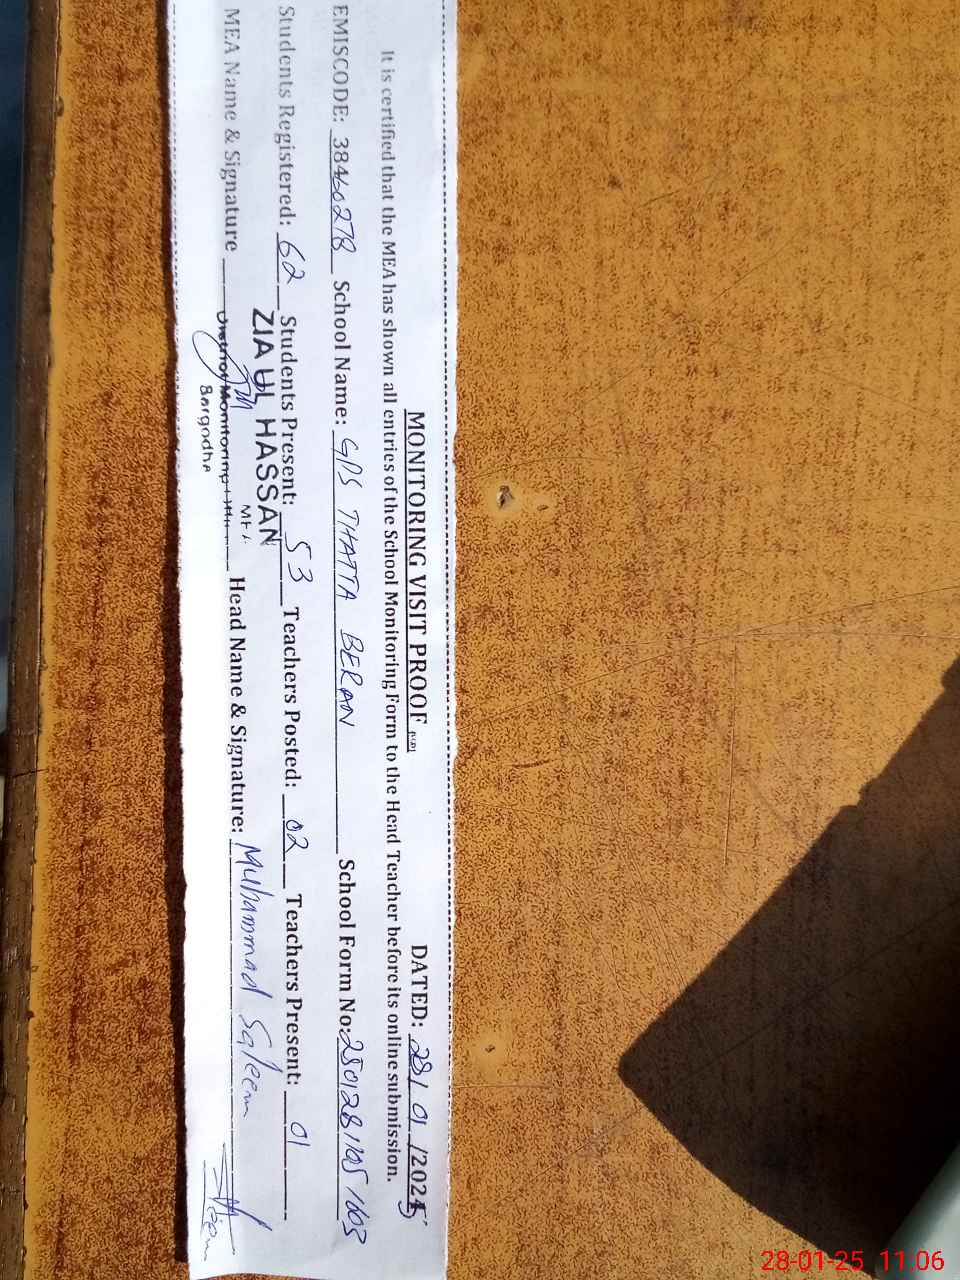 MONITORING VISIT PROOF DATED: 28/01/2025
It is certified that the MEA has shown all entries of the School Monitoring Form to the Head Teacher before its online submission.
EMISCODE: 38460278 School Name: GPS THATTA BERAN School Form No:
Students Registered: 62 Students Present: 53 Teachers Posted: 02 Teachers Present: 01
MEA Name & Signature Head Name & Signature: Muhammad Saleem
ZIA UL HASSAN
District Monitoring
Sargodha
28-01-25 11.06